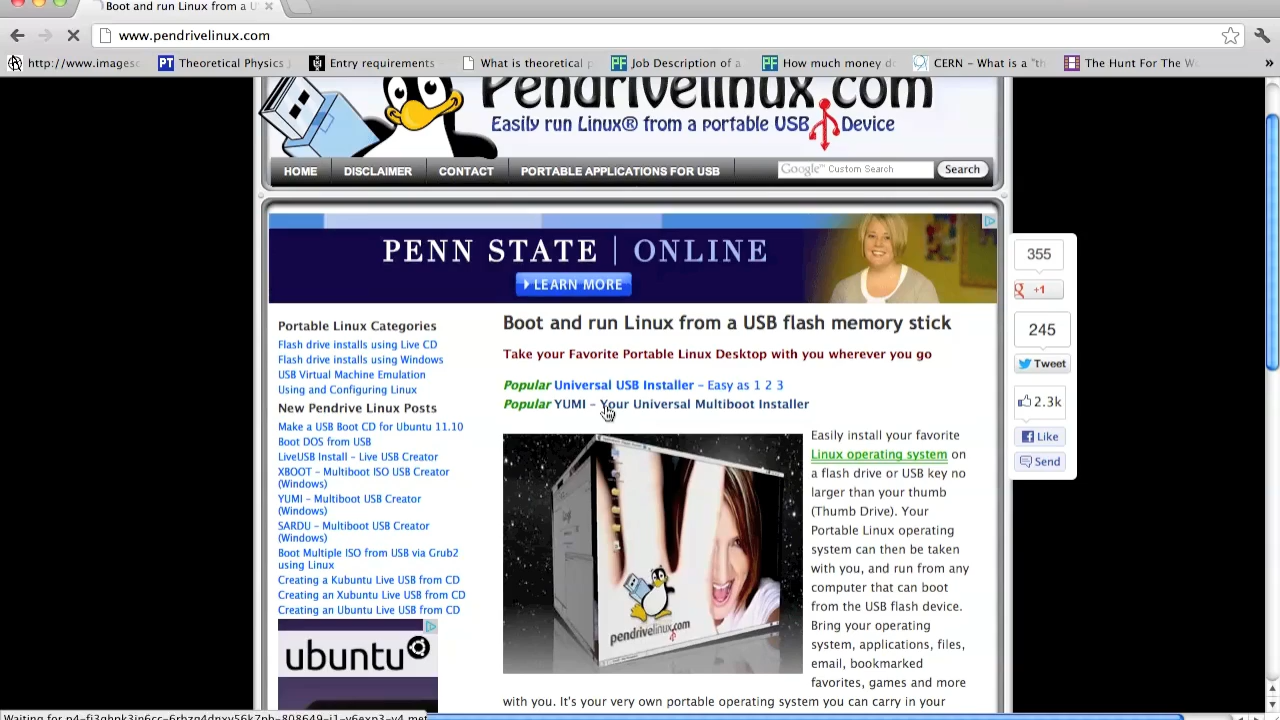 Boot and run Linux from a U
www.pendrivelinux.com
http://www.imagesc
PT Theoretical Physics J
Entry requirements
What is theoretical p
PF Job Description of a
PF How much money do
CERN - What is a "th
The Hunt For The W
»
Pendrivelinux.com
Easily run Linux® from a portable USB Device
HOME DISCLAIMER CONTACT PORTABLE APPLICATIONS FOR USB
Google™ Custom Search Search
PENN STATE | ONLINE
LEARN MORE
355
+1
245
Tweet
2.3k
Like
Send
Portable Linux Categories
Flash drive installs using Live CD
Flash drive installs using Windows
USB Virtual Machine Emulation
Using and Configuring Linux
New Pendrive Linux Posts
Make a USB Boot CD for Ubuntu 11.10
Boot DOS from USB
LiveUSB Install – Live USB Creator
XBOOT – Multiboot ISO USB Creator
(Windows)
YUMI – Multiboot USB Creator
(Windows)
SARDU – Multiboot USB Creator
(Windows)
Boot Multiple ISO from USB via Grub2
using Linux
Creating a Kubuntu Live USB from CD
Creating an Xubuntu Live USB from CD
Creating an Ubuntu Live USB from CD
ubuntu
Boot and run Linux from a USB flash memory stick
Take your Favorite Portable Linux Desktop with you wherever you go
Popular Universal USB Installer – Easy as 1 2 3
Popular YUMI – Your Universal Multiboot Installer
pendrivelinux.com
Easily install your favorite
Linux operating system on
a flash drive or USB key no
larger than your thumb
(Thumb Drive). Your
Portable Linux operating
system can then be taken
with you, and run from any
computer that can boot
from the USB flash device.
Bring your operating
system, applications, files,
email, bookmarked
favorites, games and more
with you. It's your very own portable operating system you can carry in your